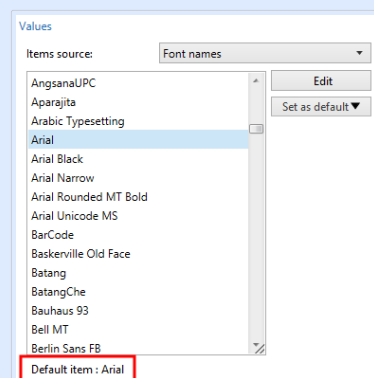 Values
Items source:
Font names
AngsanaUPC
Aparajita
Arabic Typesetting
Arial
Arial Black
Arial Narrow
Arial Rounded MT Bold
Arial Unicode MS
BarCode
Baskerville Old Face
Batang
BatangChe
Bauhaus 93
Bell MT
Berlin Sans FB
Edit
Set as default
Default item : Arial